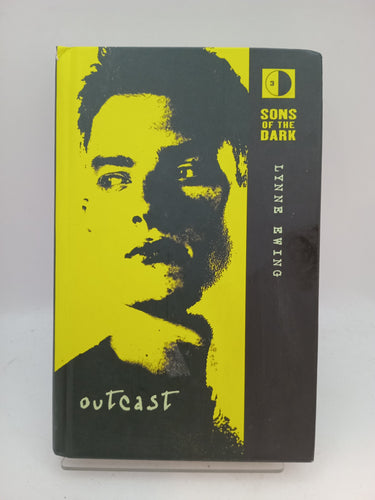 3
SONS
OF THE
DARK
LYNNE EWING
outcast